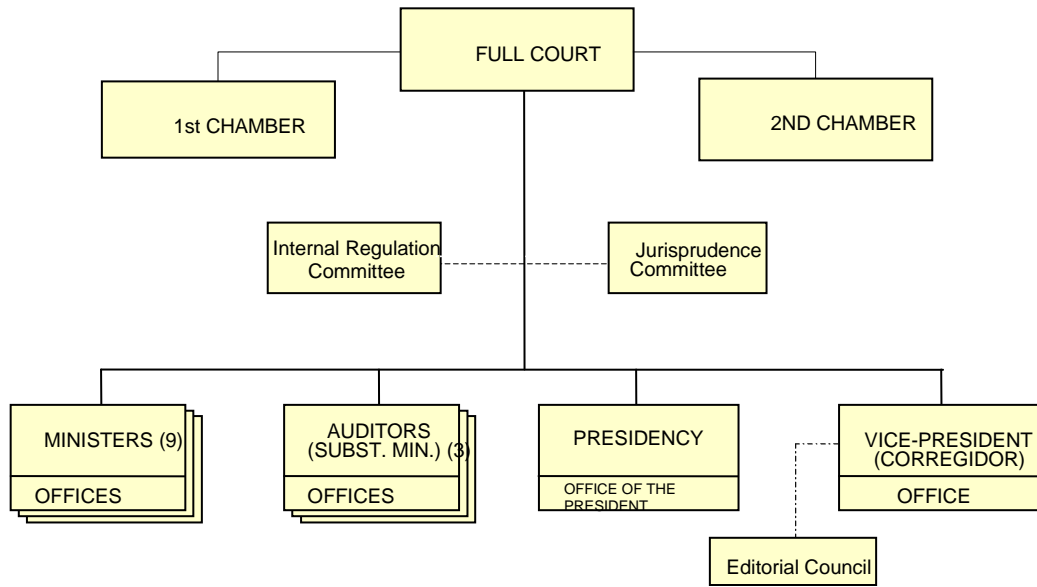 FULL COURT
1st CHAMBER
2ND CHAMBER
Internal Regulation
Committee
Jurisprudence
Committee
MINISTERS (9)
OFFICES
AUDITORS
(SUBST. MIN.) (3)
OFFICES
PRESIDENCY
OFFICE OF THE
PRESIDENT
VICE-PRESIDENT
(CORREGIDOR)
OFFICE
Editorial Council